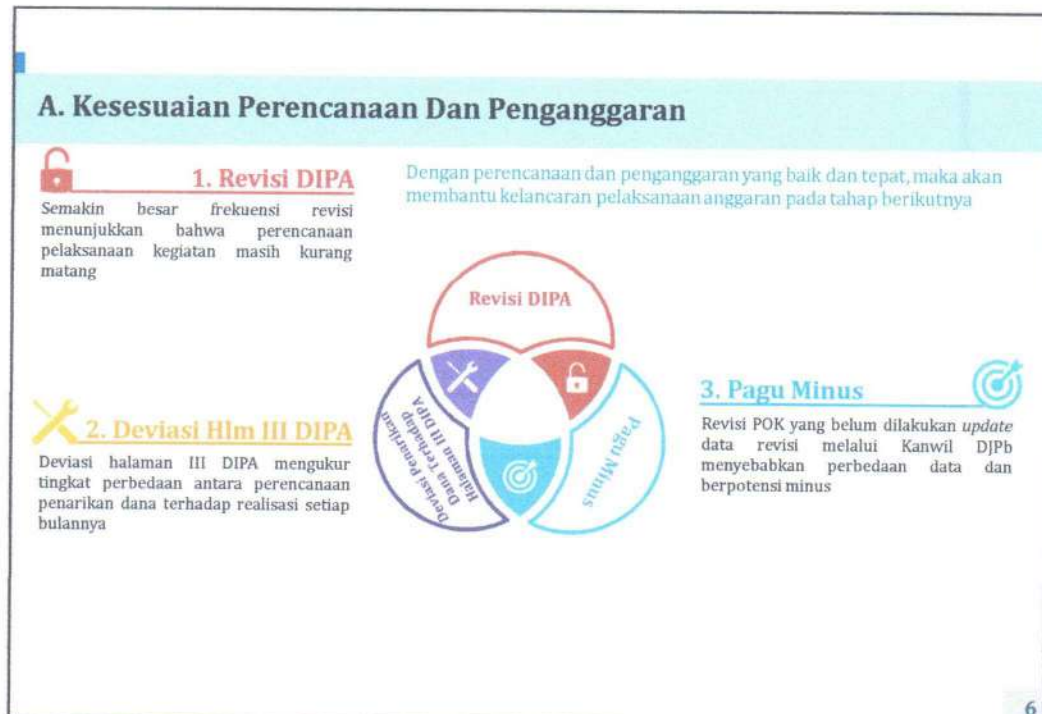 A. Kesesuaian Perencanaan Dan Penganggaran
1. Revisi DIPA
Semakin besar frekuensi revisi
menunjukkan bahwa perencanaan
pelaksanaan kegiatan masih kurang
matang
Dengan perencanaan dan penganggaran yang baik dan tepat, maka akan
membantu kelancaran pelaksanaan anggaran pada tahap berikutnya
Revisi DIPA
Deviasi Penarikan
Dana Terhadap
Halaman III DIPA
Pagu Minus
2. Deviasi Hlm III DIPA
Deviasi halaman III DIPA mengukur
tingkat perbedaan antara perencanaan
penarikan dana terhadap realisasi setiap
bulannya
3. Pagu Minus
Revisi POK yang belum dilakukan update
data revisi melalui Kanwil DJPb
menyebabkan perbedaan data dan
berpotensi minus
6